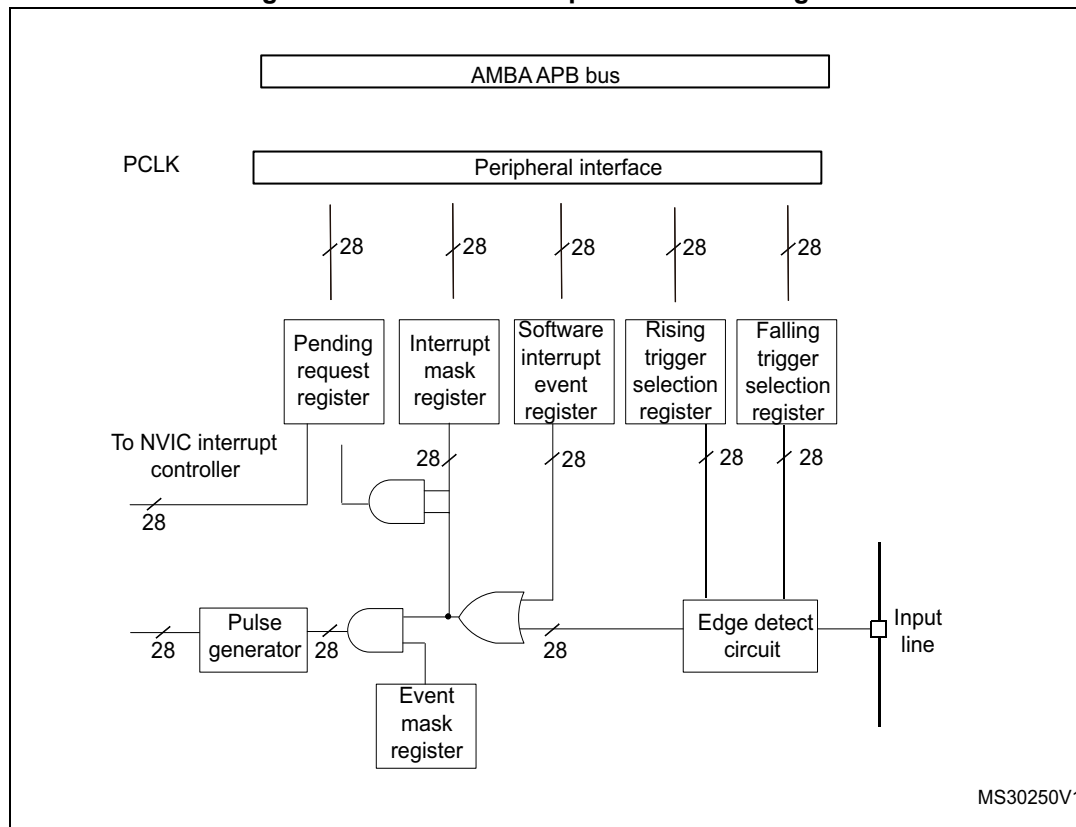 AMBA APB bus
PCLK
Peripheral interface
28
28
28
28
28
Pending
request
register
Interrupt
mask
register
Software
interrupt
event
register
Rising
trigger
selection
register
Falling
trigger
selection
register
To NVIC interrupt
controller
28
28
28
28
28
Pulse
generator
Edge detect
circuit
Input
line
28
28
28
Event
mask
register
MS30250V1